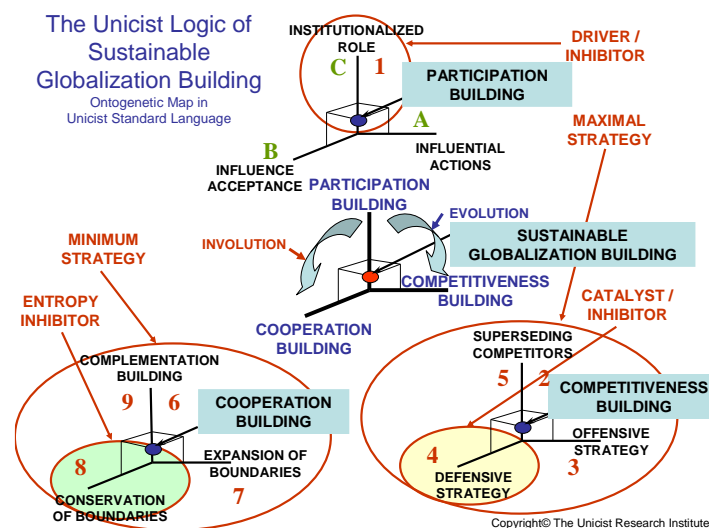 The Unicist Logic of
Sustainable
Globalization Building
Ontogenetic Map in
Unicist Standard Language
INSTITUTIONALIZED
ROLE
C 1
DRIVER /
INHIBITOR
PARTICIPATION
BUILDING
A
B
INFLUENTIAL
ACTIONS
INFLUENCE
ACCEPTANCE
MAXIMAL
STRATEGY
PARTICIPATION
BUILDING
EVOLUTION
INVOLUTION
SUSTAINABLE
GLOBALIZATION BUILDING
COMPETITIVENESS
BUILDING
COOPERATION
BUILDING
MINIMUM
STRATEGY
ENTROPY
INHIBITOR
CATALYST /
INHIBITOR
COMPLEMENTATION
BUILDING
9 6
COOPERATION
BUILDING
8
EXPANSION OF
BOUNDARIES
7
CONSERVATION
OF BOUNDARIES
SUPERSEDING
COMPETITORS
5 2
COMPETITIVENESS
BUILDING
4
OFFENSIVE
STRATEGY
3
DEFENSIVE
STRATEGY
Copyright© The Unicist Research Institute